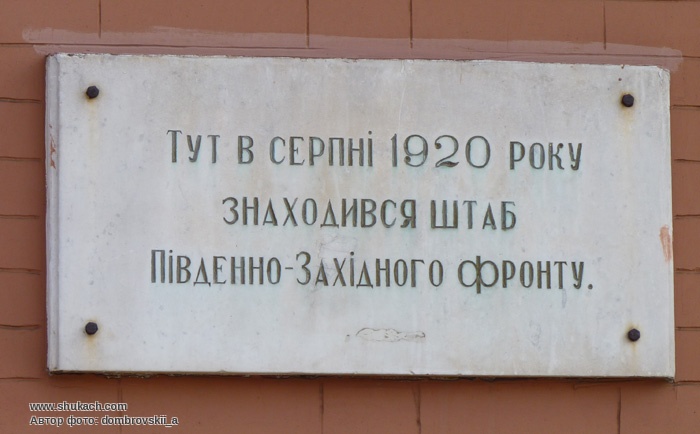 Тут в серпні 1920 року
знаходився штаб
Південно-Західного фронту.
www.shukach.com
Автор фото: dombrovskii_a